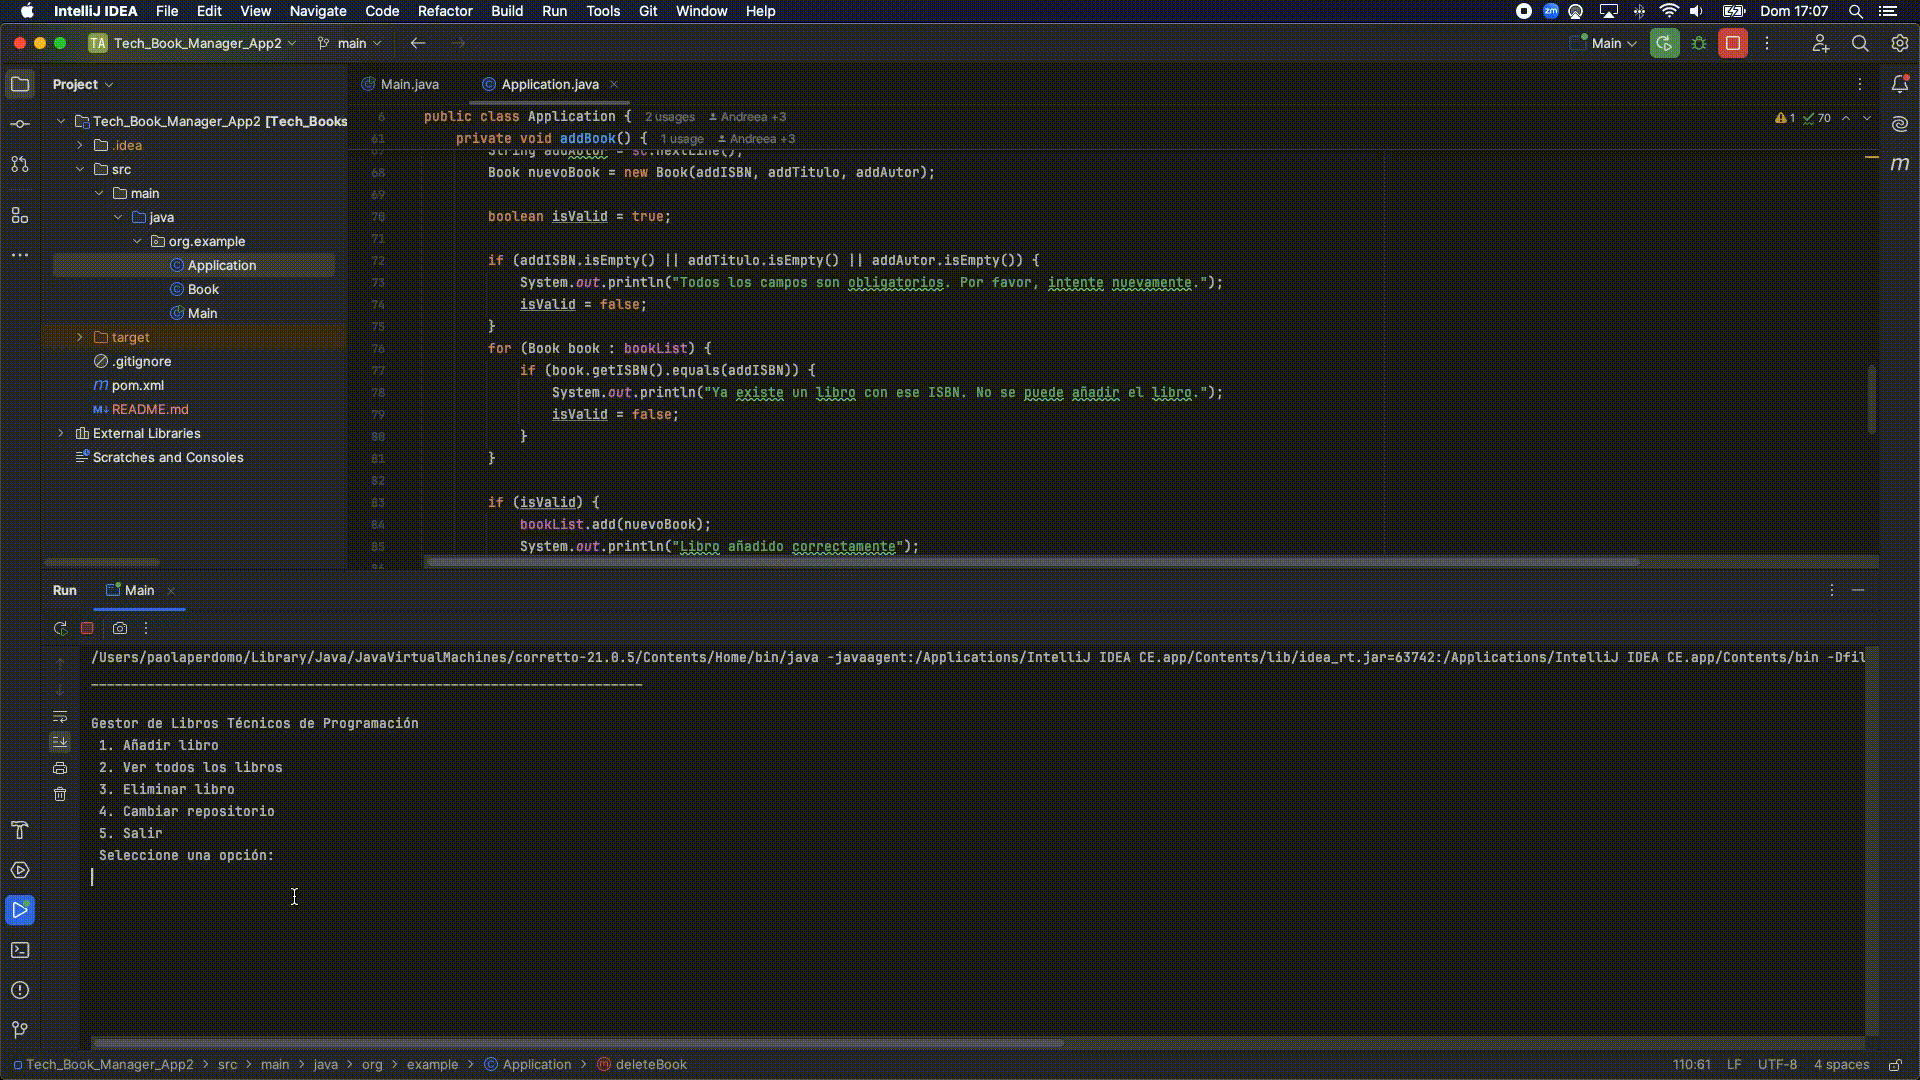 IntelliJ IDEA File Edit View Navigate Code Refactor Build Run Tools Git Window Help zm Dom 17:07
TA Tech_Book_Manager_App2 main Main
Project
Tech_Book_Manager_App2 [Tech_Books
.idea
src
main
java
org.example
Application
Book
Main
target
.gitignore
pom.xml
README.md
External Libraries
Scratches and Consoles
Main.java Application.java
6 public class Application { 2 usages Andreea +3
61 private void addBook() { 1 usage Andreea +3
1 70
String addAutor = sc.nextLine();
68 Book nuevoBook = new Book(addISBN, addTitulo, addAutor);
69
70 boolean isValid = true;
71
72 if (addISBN.isEmpty() || addTitulo.isEmpty() || addAutor.isEmpty()) {
73 System.out.println("Todos los campos son obligatorios. Por favor, intente nuevamente.");
74 isValid = false;
75 }
76 for (Book book : bookList) {
77 if (book.getISBN().equals(addISBN)) {
78 System.out.println("Ya existe un libro con ese ISBN. No se puede añadir el libro.");
79 isValid = false;
80 }
81 }
82
83 if (isValid) {
84 bookList.add(nuevoBook);
85 System.out.println("Libro añadido correctamente");
Run Main
/Users/paolaperdomo/Library/Java/JavaVirtualMachines/corretto-21.0.5/Contents/Home/bin/java -javaagent:/Applications/IntelliJ IDEA CE.app/Contents/lib/idea_rt.jar=63742:/Applications/IntelliJ IDEA CE.app/Contents/bin -Dfil
Gestor de Libros Técnicos de Programación
1. Añadir libro
2. Ver todos los libros
3. Eliminar libro
4. Cambiar repositorio
5. Salir
Seleccione una opción:
Tech_Book_Manager_App2 > src > main > java > org > example > Application > deleteBook 110:61 LF UTF-8 4 spaces